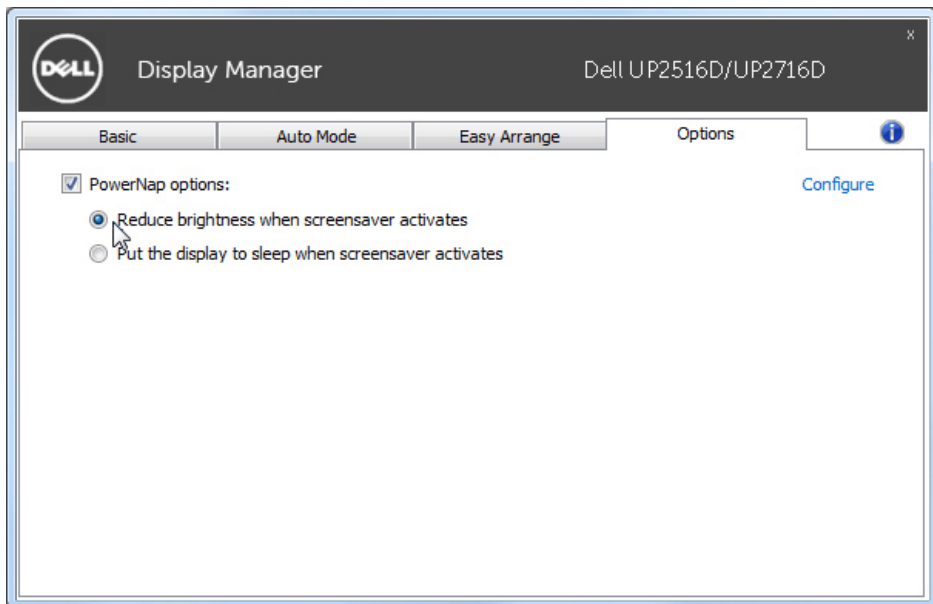 DELL
Display Manager
Dell UP2516D/UP2716D
x
Basic
Auto Mode
Easy Arrange
Options
i
PowerNap options:
Configure
Reduce brightness when screensaver activates
Put the display to sleep when screensaver activates